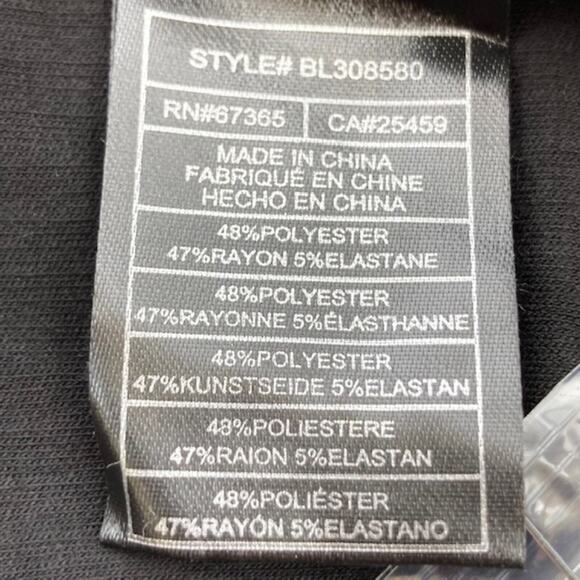 STYLE# BL308580
RN#67365 CA#25459
MADE IN CHINA
FABRIQUÉ EN CHINE
HECHO EN CHINA
48%POLYESTER
47%RAYON 5%ELASTANE
48%POLYESTER
47%RAYONNE 5%ÉLASTHANNE
48%POLYESTER
47%KUNSTSEIDE 5%ELASTAN
48%POLIESTERE
47%RAION 5%ELASTAN
48%POLIÉSTER
47%RAYÓN 5%ELASTANO